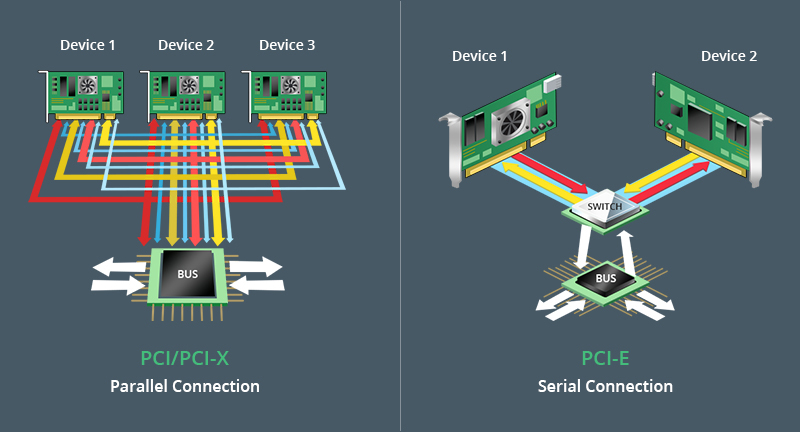 Device 1
Device 2
Device 3
BUS
PCI/PCI-X
Parallel Connection
Device 1
Device 2
SWITCH
BUS
PCI-E
Serial Connection